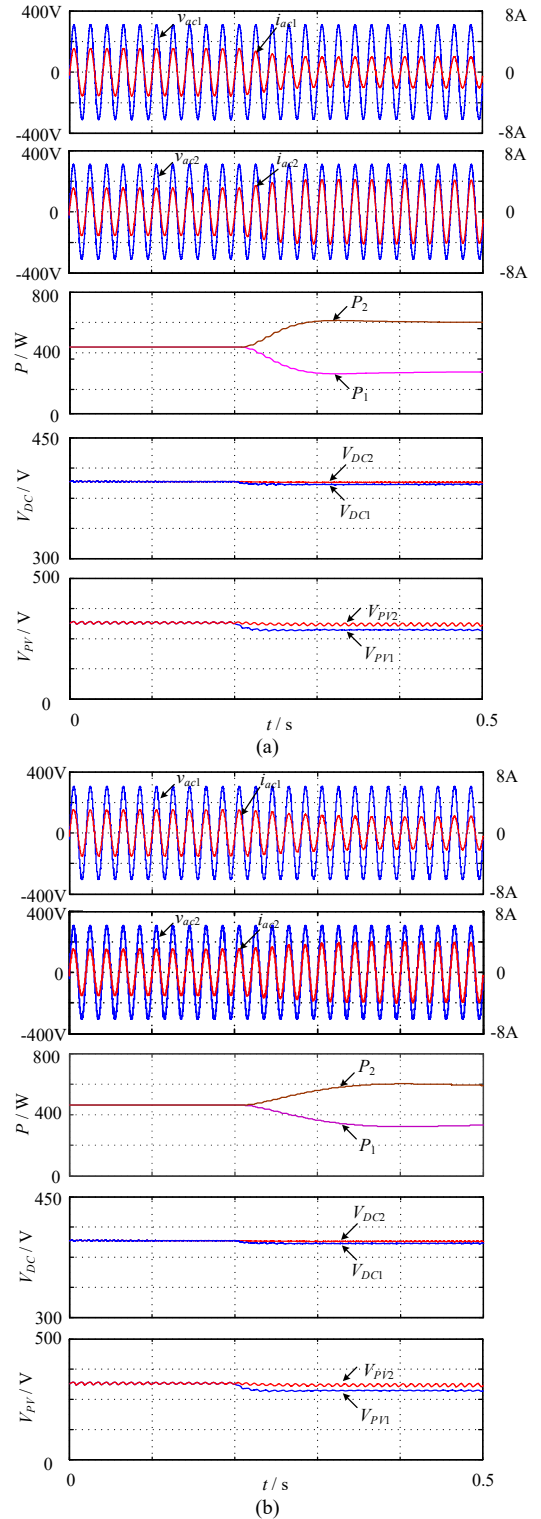 400V 8A
v_ac1 i_ac1
0 0
-400V -8A
400V 8A
v_ac2 i_ac2
0 0
-400V -8A
800
P_2
P / W
400
P_1
0
450
V_DC2
V_DC / V
V_DC1
300
500
V_PV2
V_PV / V
V_PV1
0
0 t / s 0.5
(a)
400V 8A
v_ac1 i_ac1
0 0
-400V -8A
400V 8A
v_ac2 i_ac2
0 0
-400V -8A
800
P_2
P / W
400
P_1
0
450
V_DC2
V_DC / V
V_DC1
300
500
V_PV2
V_PV / V
V_PV1
0
0 t / s 0.5
(b)